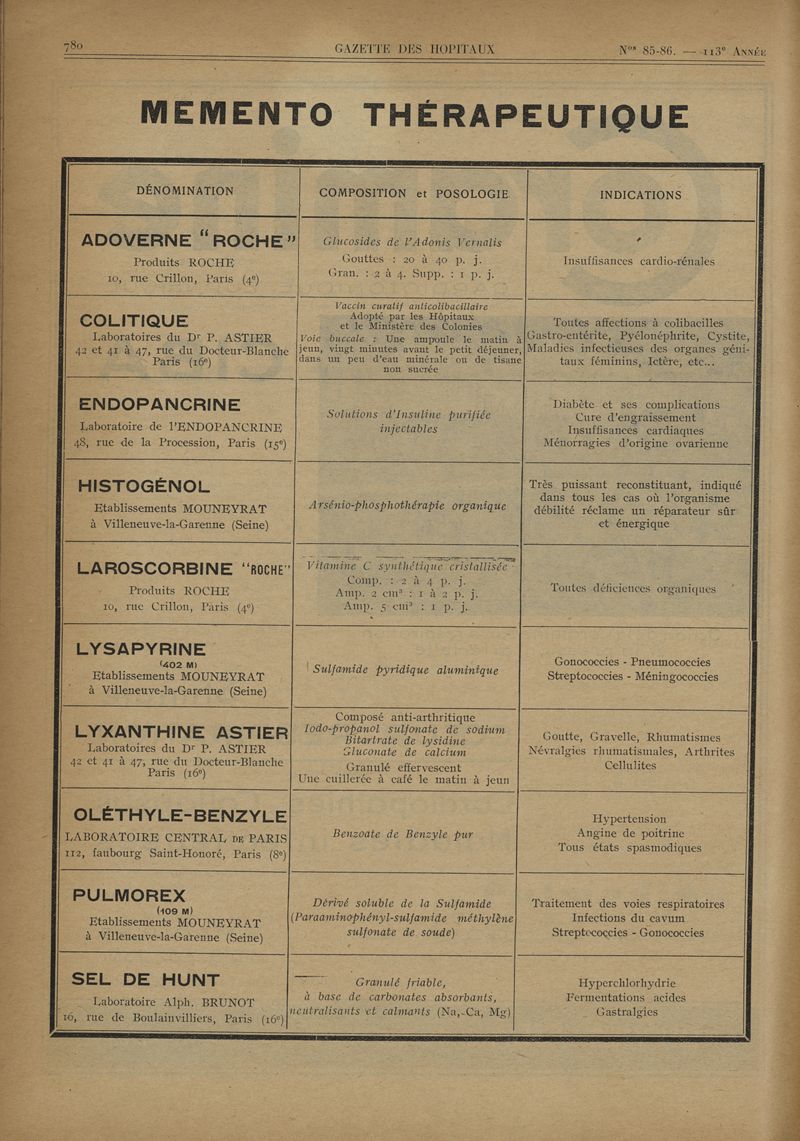 780
GAZETTE DES HOPITAUX
Nos 85-86. — 113e ANNÉE
MEMENTO THÉRAPEUTIQUE
DÉNOMINATION
COMPOSITION et POSOLOGIE
INDICATIONS
ADOVERNE “ROCHE”
Produits ROCHE
10, rue Crillon, Paris (4e)
Glucosides de l'Adonis Vernalis
Gouttes : 20 à 40 p. j.
Gran. : 2 à 4. Supp. : 1 p. j.
Insuffisances cardio-rénales
COLITIQUE
Laboratoires du Dr P. ASTIER
42 et 41 à 47, rue du Docteur-Blanche
Paris (16e)
Vaccin curatif anticolibacillaire
Adopté par les Hôpitaux
et le Ministère des Colonies
Voie buccale : Une ampoule le matin à
jeun, vingt minutes avant le petit déjeuner,
dans un peu d'eau minérale ou de tisane
non sucrée
Toutes affections à colibacilles
Gastro-entérite, Pyélonéphrite, Cystite,
Maladies infectieuses des organes géni-
taux féminins, Ictère, etc...
ENDOPANCRINE
Laboratoire de l'ENDOPANCRINE
48, rue de la Procession, Paris (15e)
Solutions d'Insuline purifiée
injectables
Diabète et ses complications
Cure d'engraissement
Insuffisances cardiaques
Ménorragies d'origine ovarienne
HISTOGÉNOL
Etablissements MOUNEYRAT
à Villeneuve-la-Garenne (Seine)
Arsénio-phosphothérapie organique
Très puissant reconstituant, indiqué
dans tous les cas où l'organisme
débilité réclame un réparateur sûr
et énergique
LAROSCORBINE “ROCHE”
Produits ROCHE
10, rue Crillon, Paris (4e)
Vitamine C synthétique cristallisée
Comp. : 2 à 4 p. j.
Amp. 2 cm³ : 1 à 2 p. j.
Amp. 5 cm³ : 1 p. j.
Toutes déficiences organiques
LYSAPYRINE
(402 M)
Etablissements MOUNEYRAT
à Villeneuve-la-Garenne (Seine)
Sulfamide pyridique aluminique
Gonococcies - Pneumococcies
Streptococcies - Méningococcies
LYXANTHINE ASTIER
Laboratoires du Dr P. ASTIER
42 et 41 à 47, rue du Docteur-Blanche
Paris (16e)
Composé anti-arthritique
Iodo-propanol sulfonate de sodium
Bitartrate de lysidine
Gluconate de calcium
Granulé effervescent
Une cuillerée à café le matin à jeun
Goutte, Gravelle, Rhumatismes
Névralgies rhumatismales, Arthrites
Cellulites
OLÉTHYLE-BENZYLE
LABORATOIRE CENTRAL DE PARIS
112, faubourg Saint-Honoré, Paris (8e)
Benzoate de Benzyle pur
Hypertension
Angine de poitrine
Tous états spasmodiques
PULMOREX
(109 M)
Etablissements MOUNEYRAT
à Villeneuve-la-Garenne (Seine)
Dérivé soluble de la Sulfamide
(Paraaminophényl-sulfamide méthylène
sulfonate de soude)
Traitement des voies respiratoires
Infections du cavum
Streptococcies - Gonococcies
SEL DE HUNT
Laboratoire Alph. BRUNOT
16, rue de Boulainvilliers, Paris (16e)
Granulé friable,
à base de carbonates absorbants,
neutralisants et calmants (Na, Ca, Mg)
Hyperchlorhydrie
Fermentations acides
Gastralgies